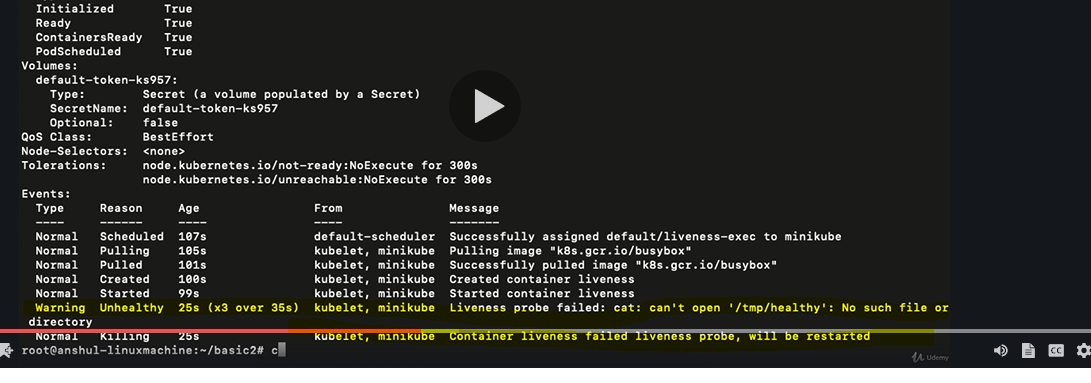 Initialized       True
Ready             True
ContainersReady   True
PodScheduled      True
Volumes:
default-token-ks957:
Type:        Secret (a volume populated by a Secret)
SecretName:  default-token-ks957
Optional:    false
QoS Class:       BestEffort
Node-Selectors:  <none>
Tolerations:     node.kubernetes.io/not-ready:NoExecute for 300s
node.kubernetes.io/unreachable:NoExecute for 300s
Events:
Type     Reason     Age                From               Message
----     ------     ----               ----               -------
Normal   Scheduled  107s               default-scheduler  Successfully assigned default/liveness-exec to minikube
Normal   Pulling    105s               kubelet, minikube  Pulling image "k8s.gcr.io/busybox"
Normal   Pulled     101s               kubelet, minikube  Successfully pulled image "k8s.gcr.io/busybox"
Normal   Created    100s               kubelet, minikube  Created container liveness
Normal   Started    99s                kubelet, minikube  Started container liveness
Warning  Unhealthy  25s (x3 over 35s)  kubelet, minikube  Liveness probe failed: cat: can't open '/tmp/healthy': No such file or
directory
Normal   Killing    25s                kubelet, minikube  Container liveness failed liveness probe, will be restarted
root@anshul-linuxmachine:~/basic2# c
Udemy
CC